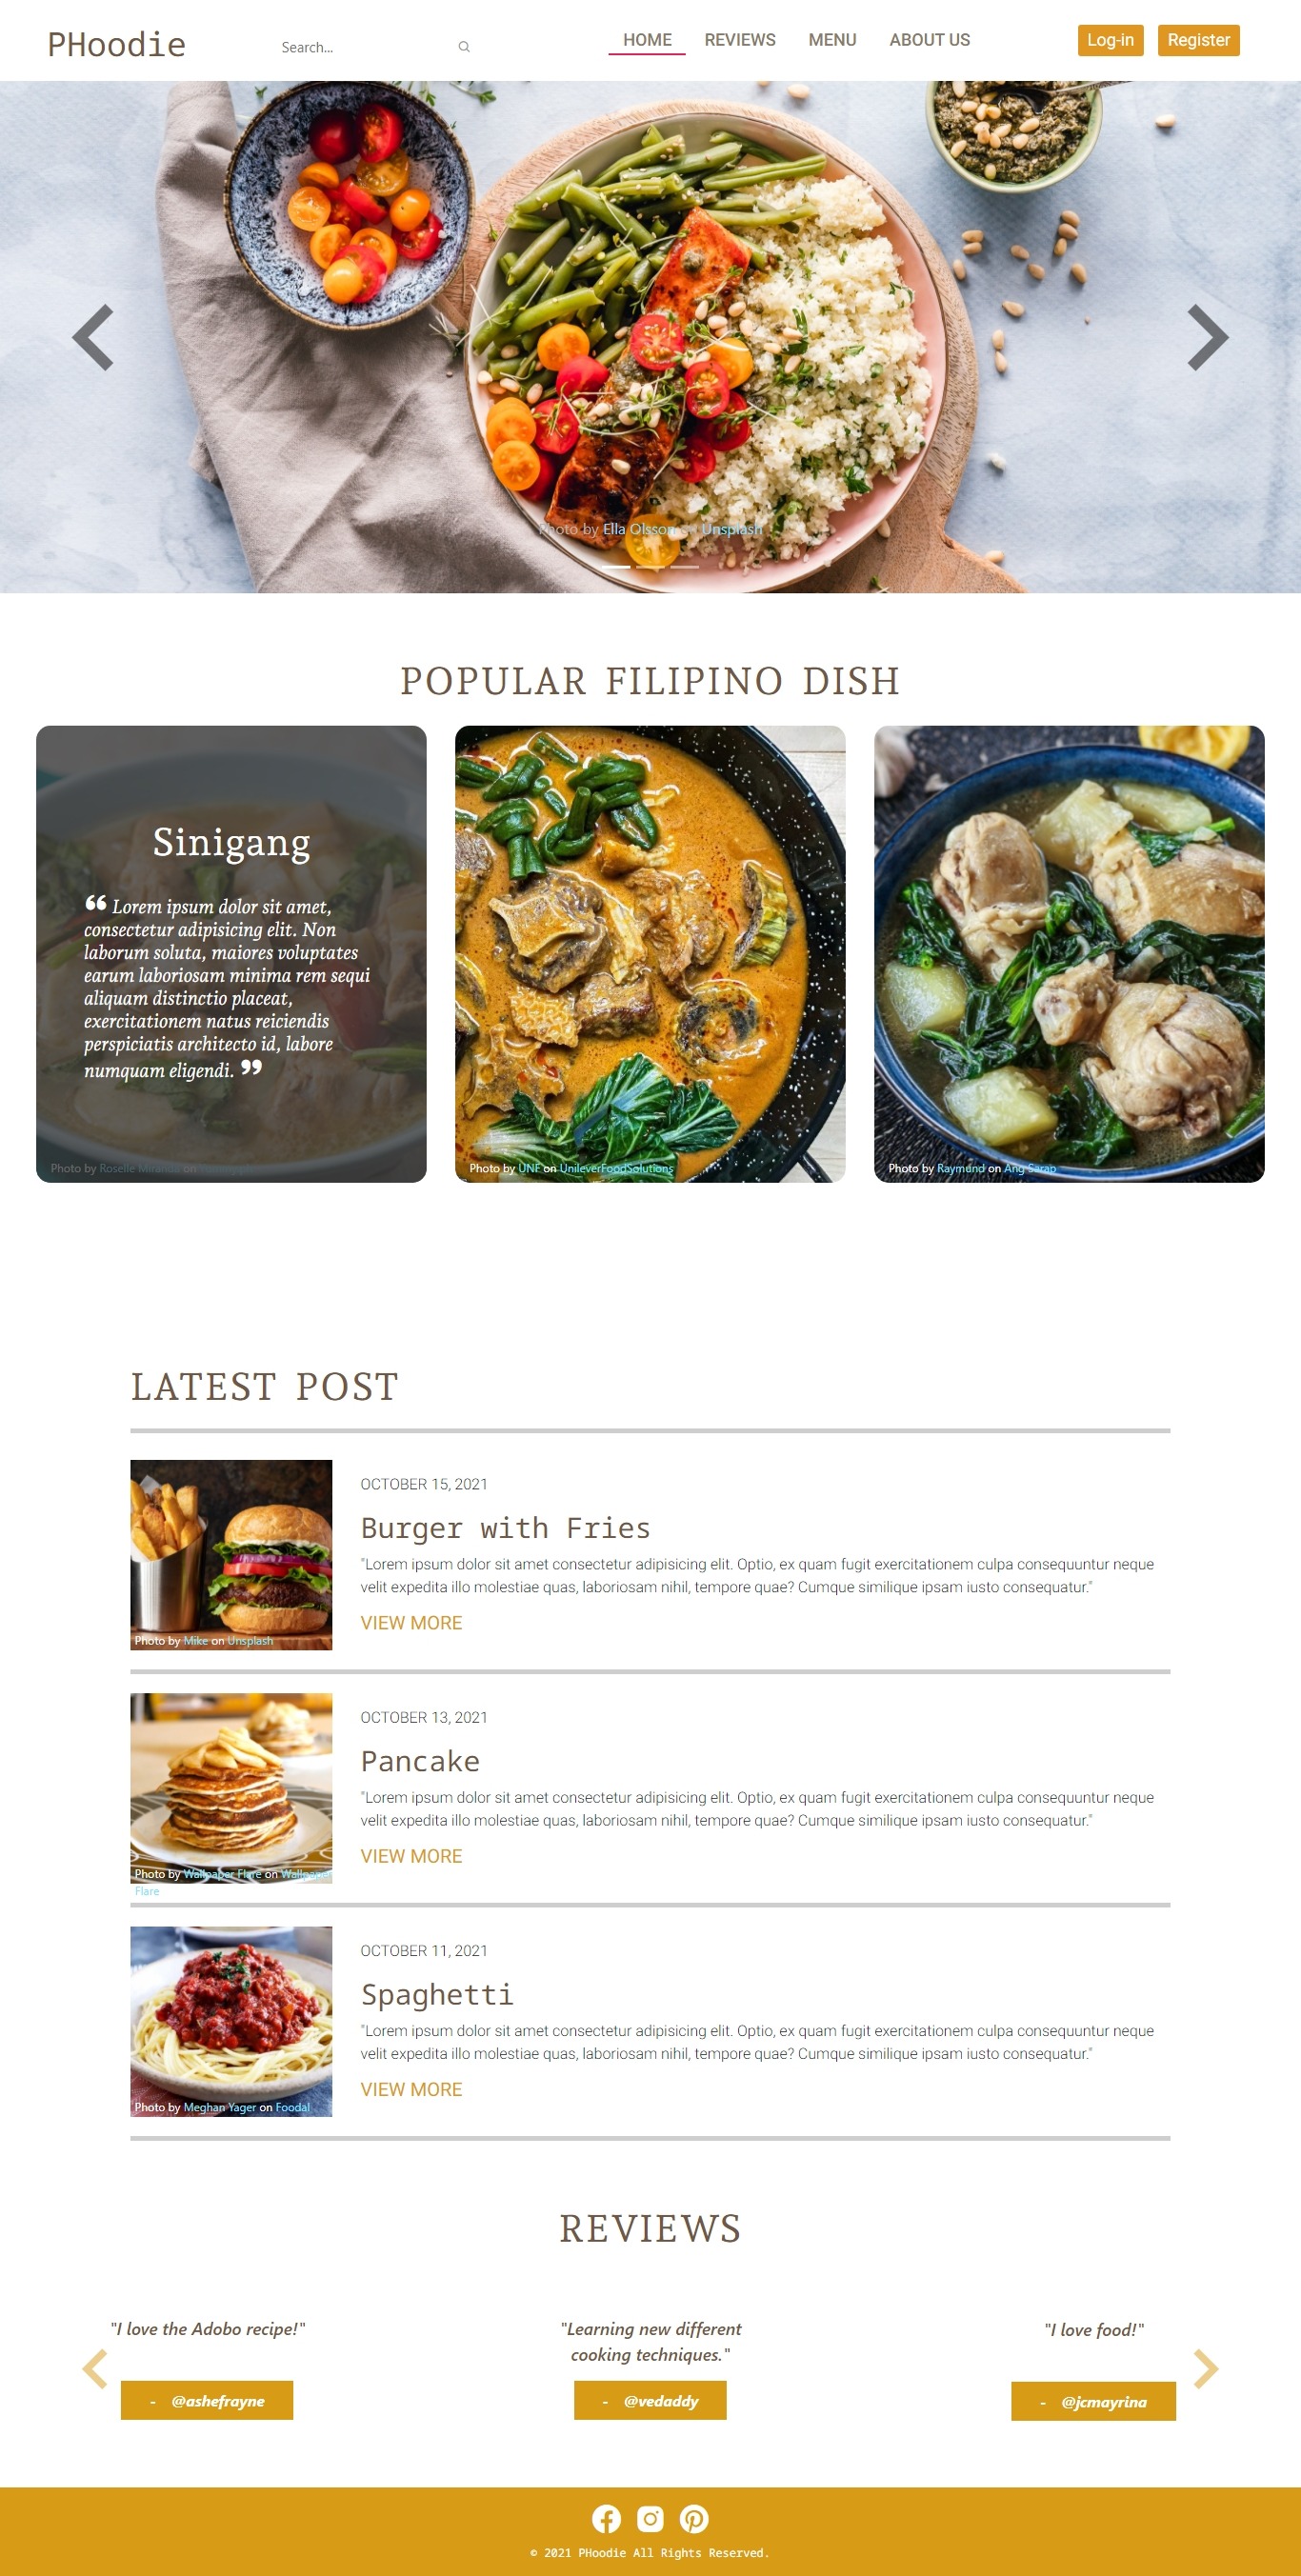 PHoodie
Search...
HOME
REVIEWS
MENU
ABOUT US
Log-in
Register
Photo by Ella Olsson on Unsplash
POPULAR FILIPINO DISH
Sinigang
“ Lorem ipsum dolor sit amet,
consectetur adipisicing elit. Non
laborum soluta, maiores voluptates
earum laboriosam minima rem sequi
aliquam distinctio placeat,
exercitationem natus reiciendis
perspiciatis architecto id, labore
numquam eligendi. ”
Photo by Roselle Miranda on
Photo by UNF on UnileverFoodSolutions
Photo by Raymund on Ang Sarap
LATEST POST
OCTOBER 15, 2021
Burger with Fries
"Lorem ipsum dolor sit amet consectetur adipisicing elit. Optio, ex quam fugit exercitationem culpa consequuntur neque
velit expedita illo molestiae quas, laboriosam nihil, tempore quae? Cumque similique ipsam iusto consequatur."
VIEW MORE
Photo by Mike on Unsplash
OCTOBER 13, 2021
Pancake
"Lorem ipsum dolor sit amet consectetur adipisicing elit. Optio, ex quam fugit exercitationem culpa consequuntur neque
velit expedita illo molestiae quas, laboriosam nihil, tempore quae? Cumque similique ipsam iusto consequatur."
VIEW MORE
Photo by Wallpaper Flare on Wallpaper
Flare
OCTOBER 11, 2021
Spaghetti
"Lorem ipsum dolor sit amet consectetur adipisicing elit. Optio, ex quam fugit exercitationem culpa consequuntur neque
velit expedita illo molestiae quas, laboriosam nihil, tempore quae? Cumque similique ipsam iusto consequatur."
VIEW MORE
Photo by Meghan Yager on Foodal
REVIEWS
"I love the Adobo recipe!"
- @ashefrayne
"Learning new different
cooking techniques."
- @vedaddy
"I love food!"
- @jcmayrina
© 2021 PHoodie All Rights Reserved.